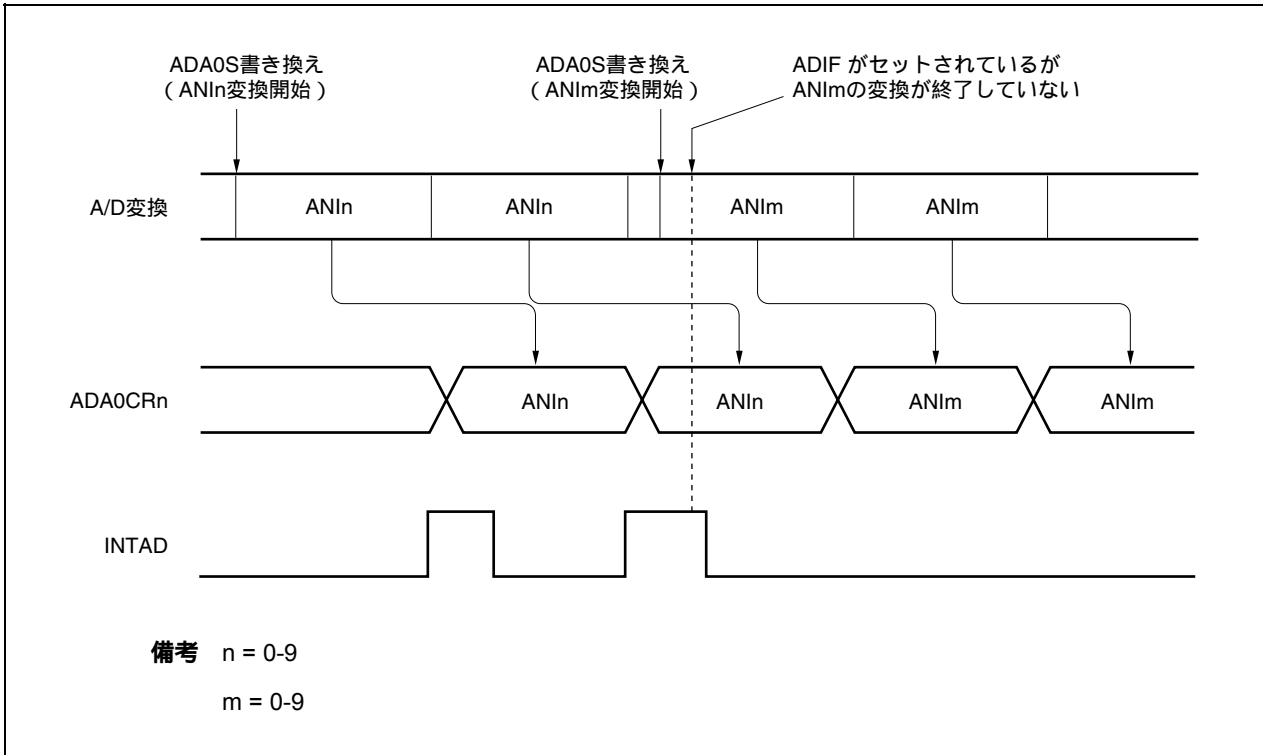 ADA0S書き換え
（ANIn変換開始）
ADA0S書き換え
（ANIm変換開始）
ADIF がセットされているが
ANImの変換が終了していない
A/D変換
ANIn
ANIn
ANIm
ANIm
ADA0CRn
ANIn
ANIn
ANIm
ANIm
INTAD
備考 n = 0-9
m = 0-9